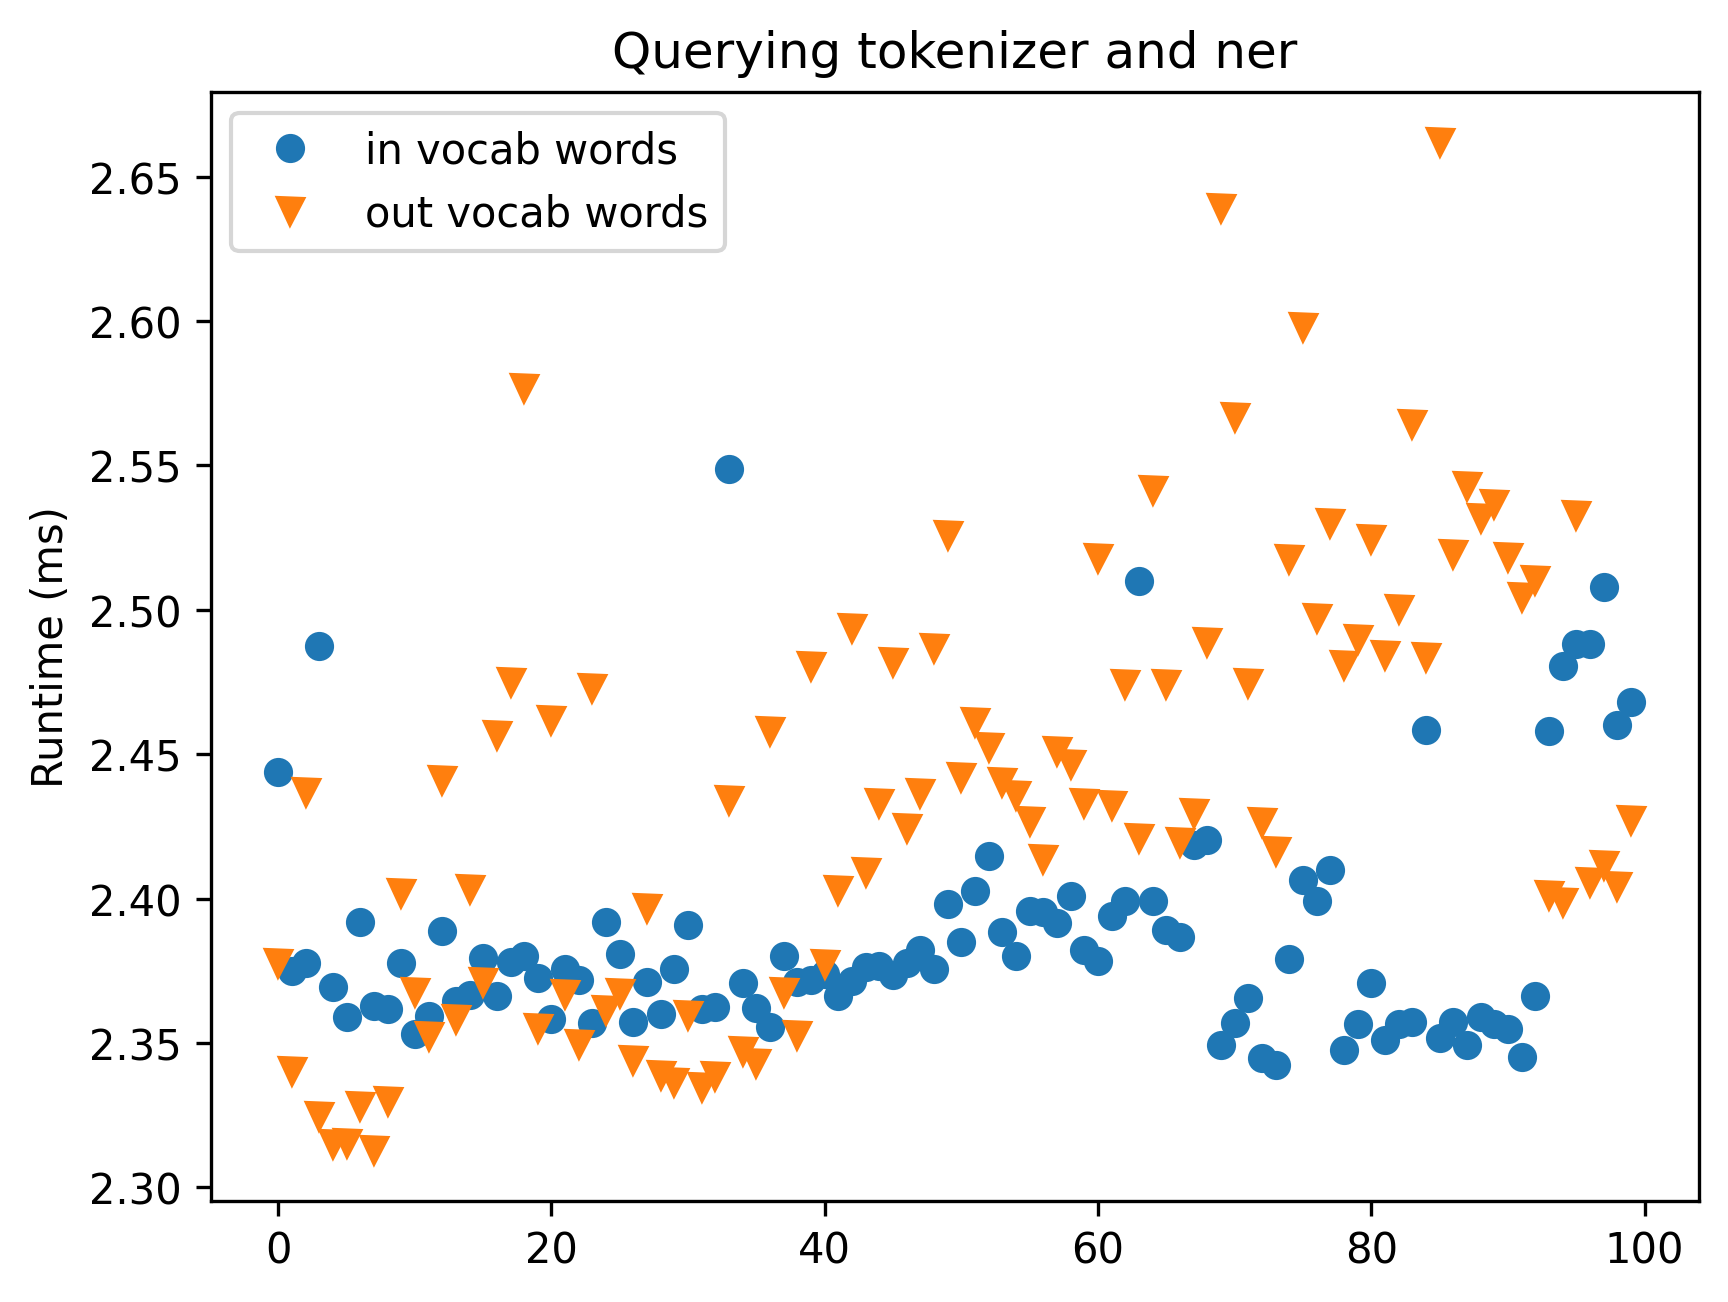 Querying tokenizer and ner
in vocab words
out vocab words
Runtime (ms)
2.65
2.60
2.55
2.50
2.45
2.40
2.35
2.30
0 20 40 60 80 100